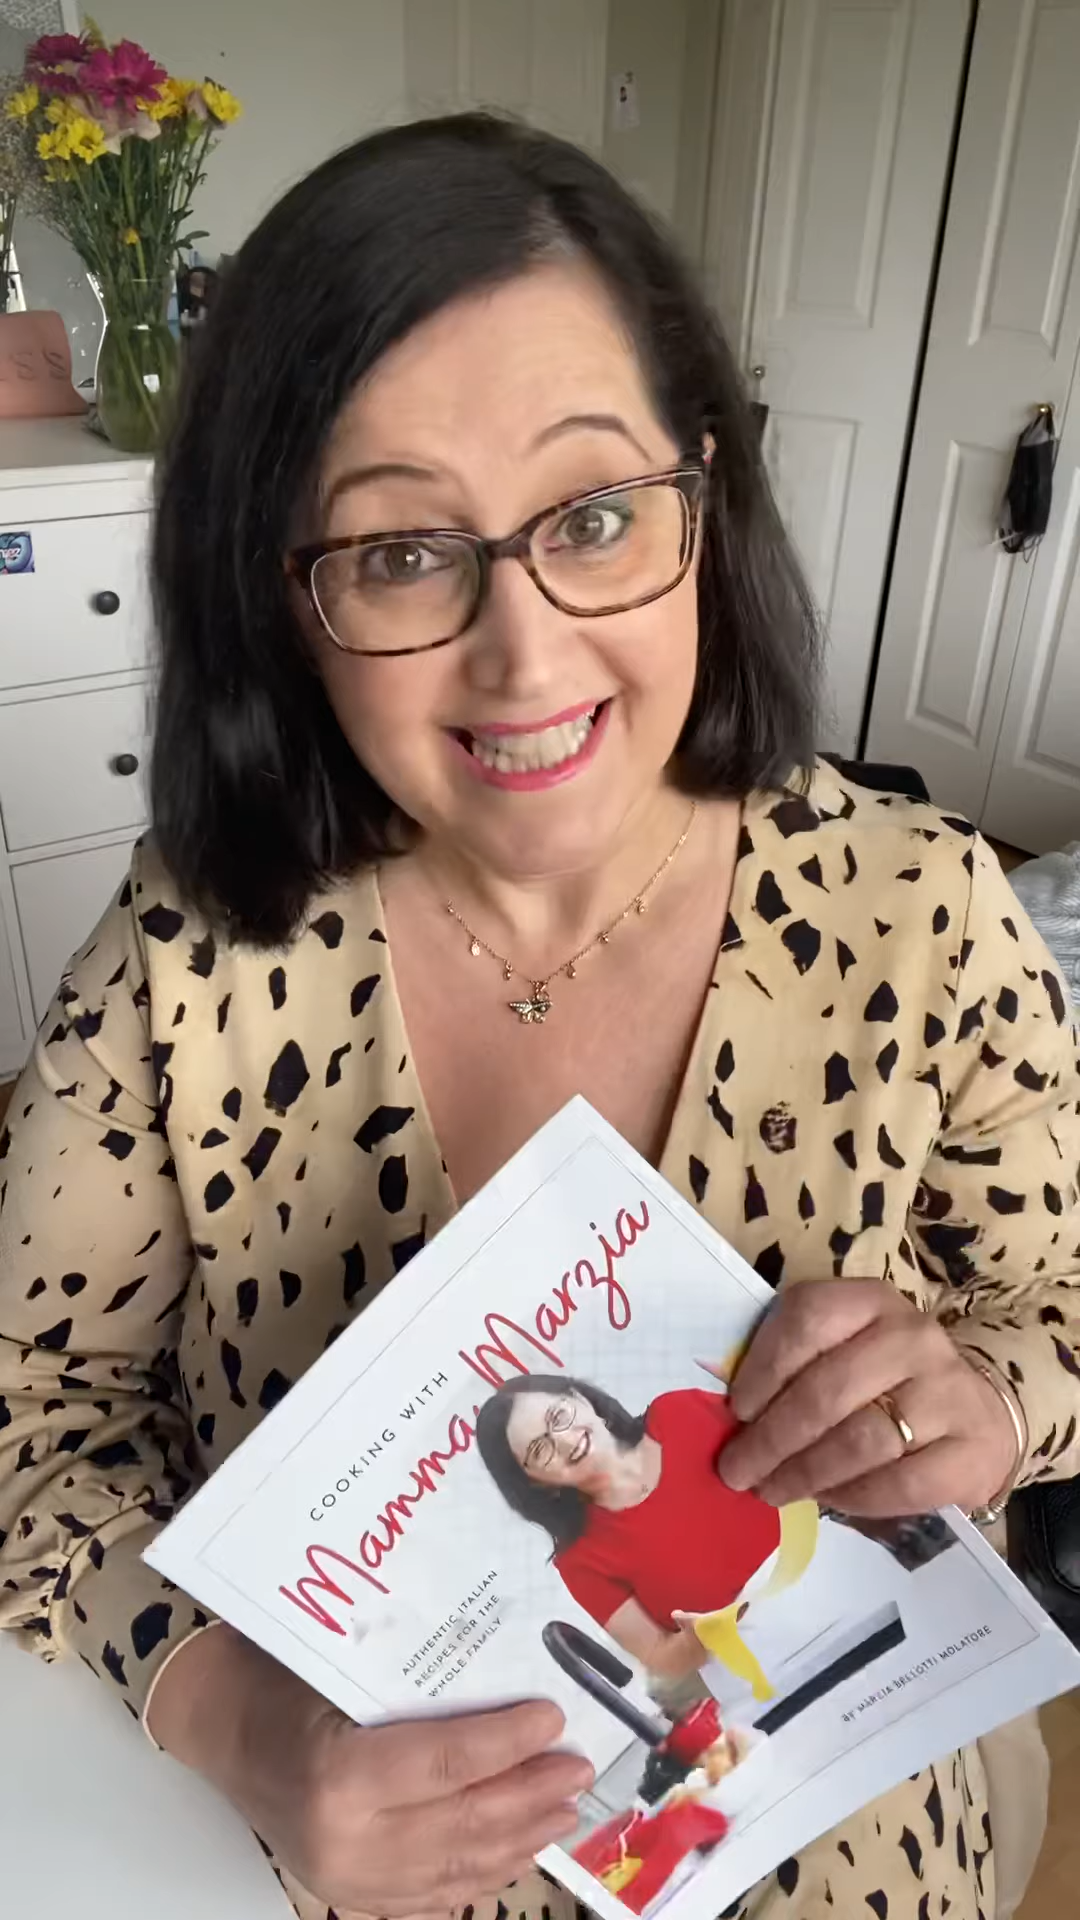 COOKING WITH
Mamma Marzia
AUTHENTIC ITALIAN
RECIPES FOR THE
WHOLE FAMILY
BY MARZIA BELLOTTI MOLATORE